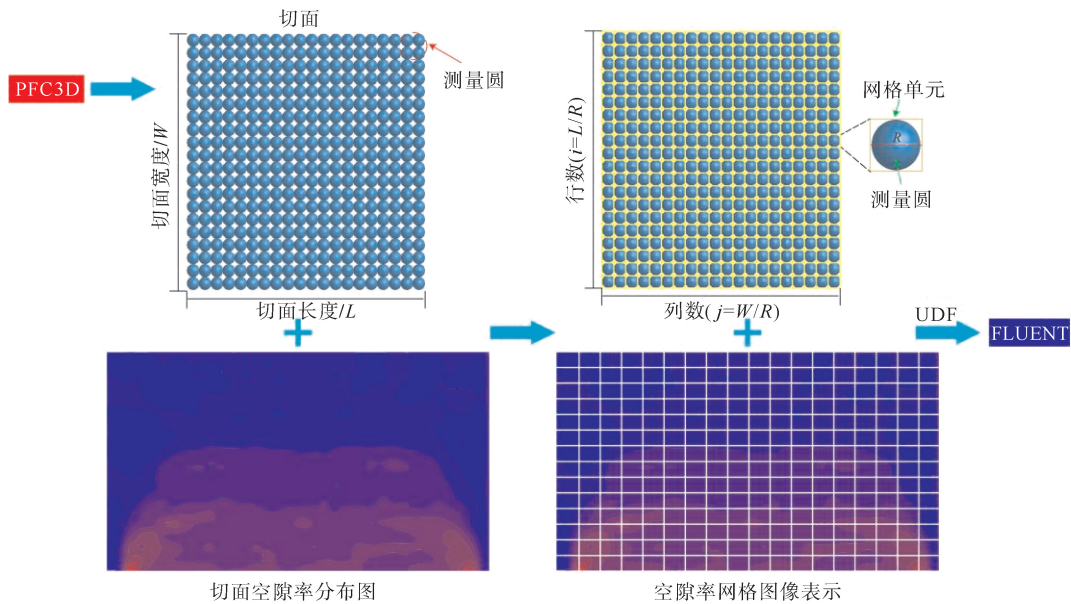 切面
PFC3D
测量圆
切面宽度/W
切面长度/L
行数(i=L/R)
网格单元
R
测量圆
列数(j=W/R)
UDF
FLUENT
切面空隙率分布图
空隙率网格图像表示